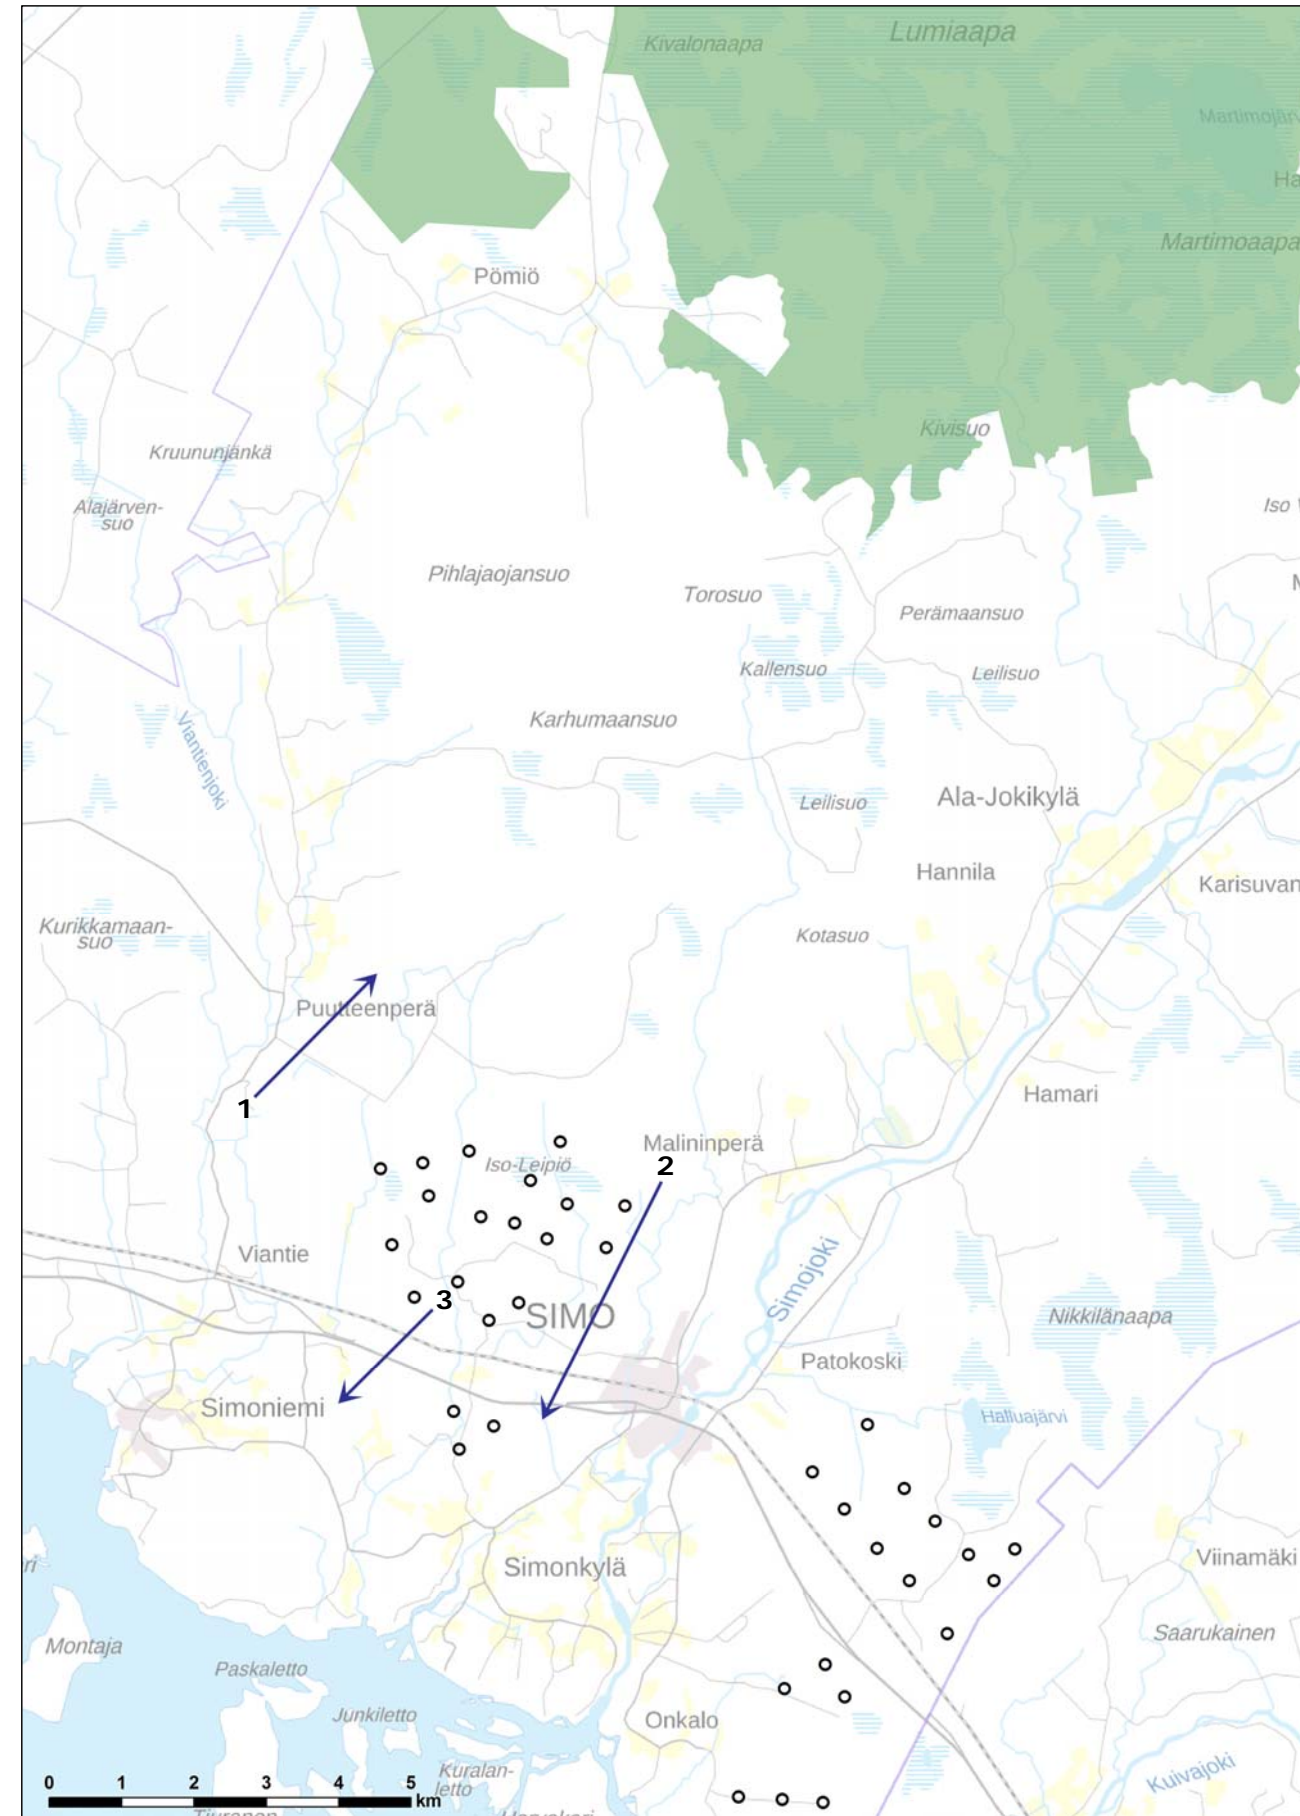 Lumiaapa
Kivalonaapa
Martimojärv
Ha
Martimoaapa
Pömiö
Kivisuo
Kruununjänkä
Alajärven-
suo
Iso
Pihlajaojansuo
Torosuo
Perämaansuo
Kallensuo
Leilisuo
Karhumaansuo
Viantienjoki
Leilisuo
Ala-Jokikylä
Hannila
Karisuvan
Kurikkamaan-
suo
Kotasuo
Puutteenperä
1
Hamari
Malininperä
Iso-Leipiö
2
Viantie
Simojoki
3
SIMO
Nikkilänaapa
Patokoski
Simoniemi
Halluajärvi
Simonkylä
Viinamäki
ri
Montaja
Saarukainen
Paskaletto
Junkiletto
Onkalo
Kuralan-
letto
Kuivajoki
0 1 2 3 4 5
km